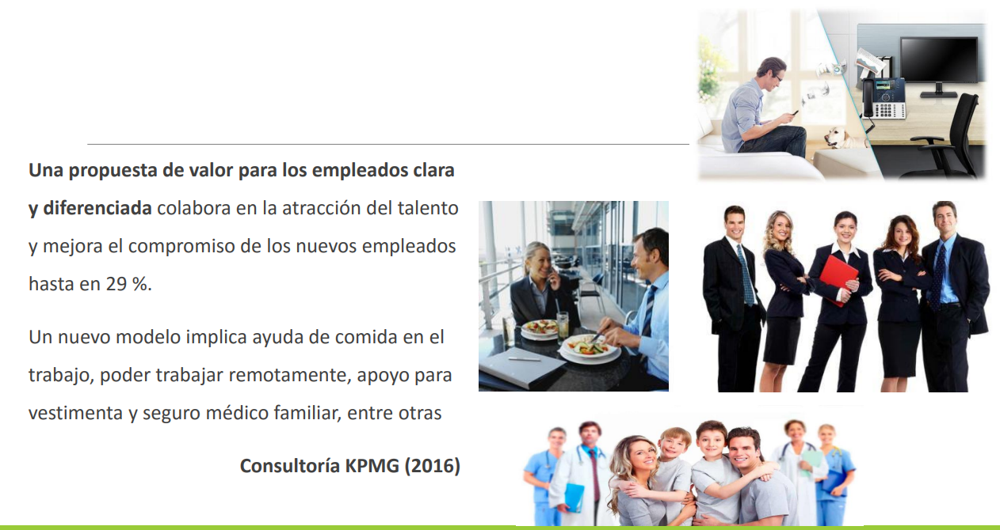 Una propuesta de valor para los empleados clara
y diferenciada colabora en la atracción del talento
y mejora el compromiso de los nuevos empleados
hasta en 29 %.
Un nuevo modelo implica ayuda de comida en el
trabajo, poder trabajar remotamente, apoyo para
vestimenta y seguro médico familiar, entre otras
Consultoría KPMG (2016)